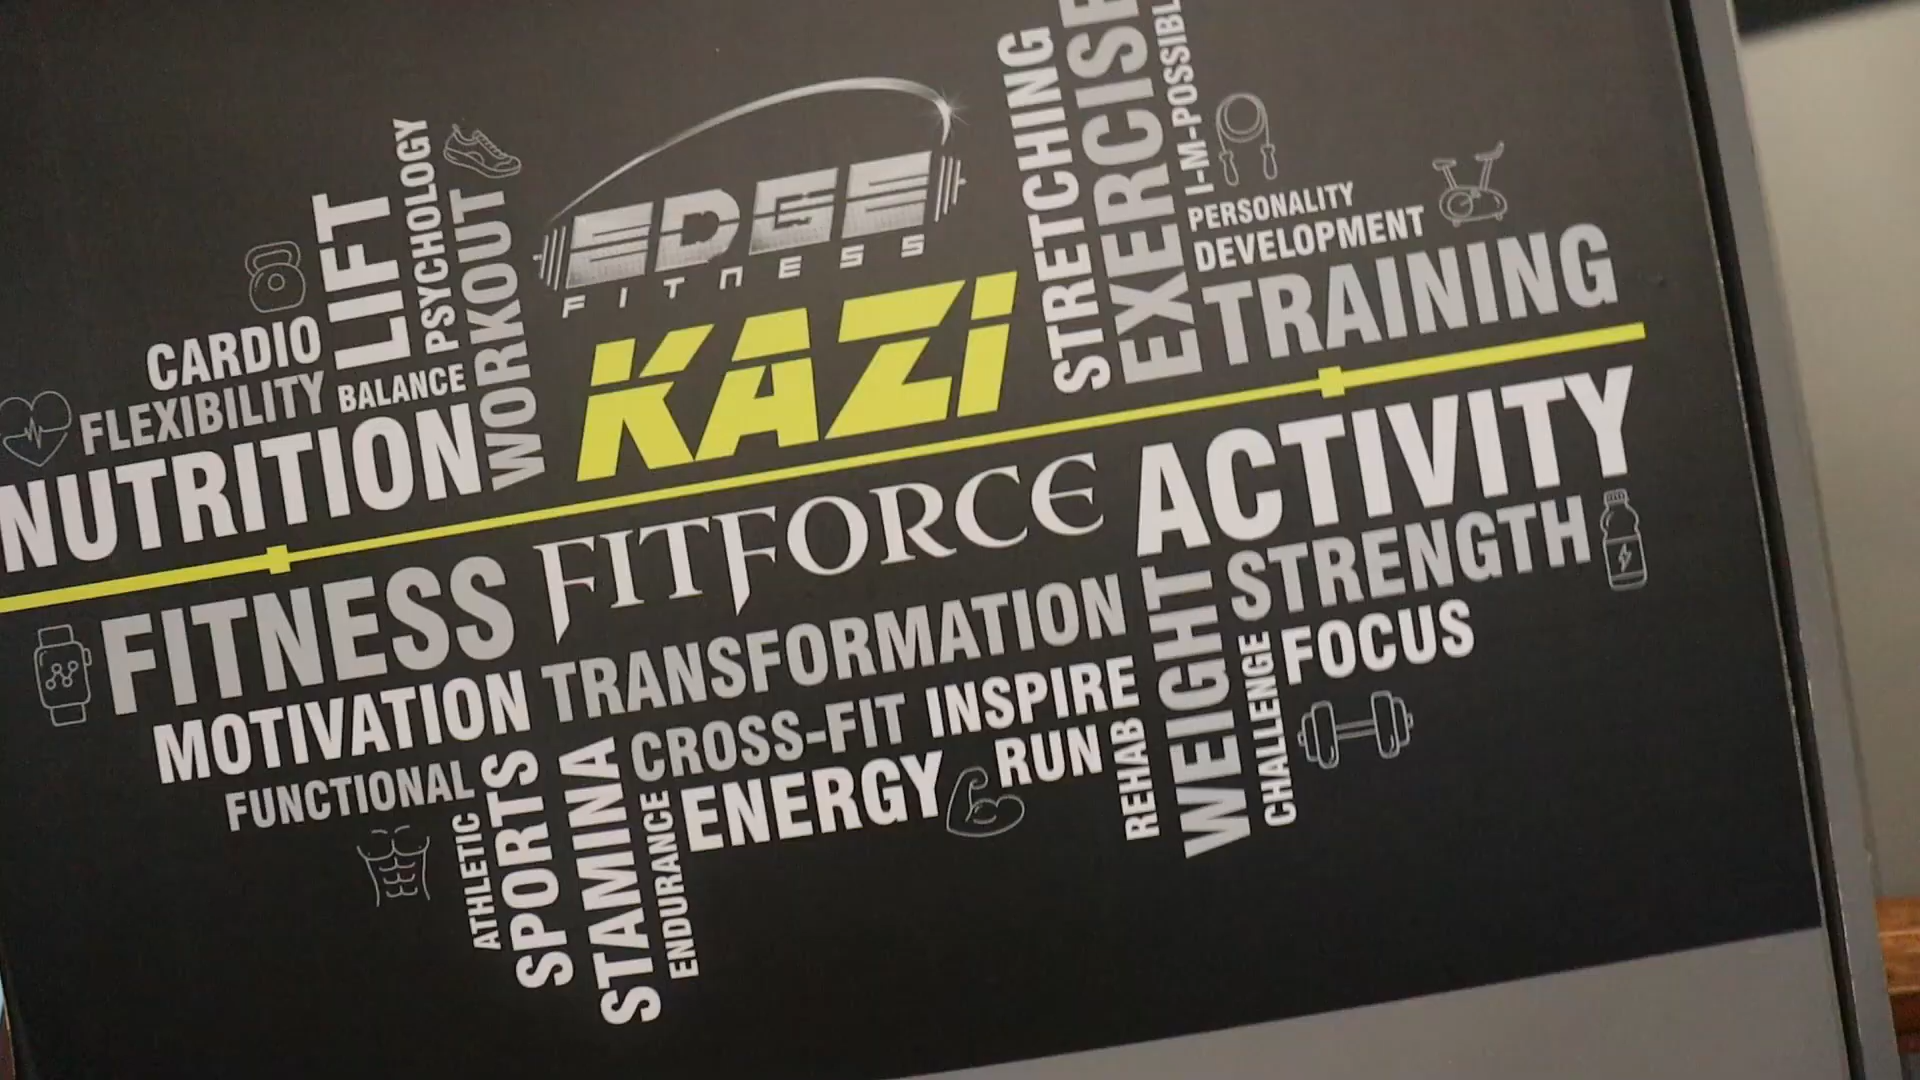 EDGE
FITNESS
KAZI
FITFORCE
LIFT
PSYCHOLOGY
WORKOUT
CARDIO
FLEXIBILITY
BALANCE
NUTRITION
STRETCHING
EXERCISE
I-M-POSSIBL
PERSONALITY
DEVELOPMENT
TRAINING
FITNESS
ACTIVITY
MOTIVATION
TRANSFORMATION
WEIGHT
STRENGTH
FUNCTIONAL
CROSS-FIT
INSPIRE
CHALLENGE
FOCUS
ATHLETIC
SPORTS
STAMINA
ENDURANCE
ENERGY
RUN
REHAB